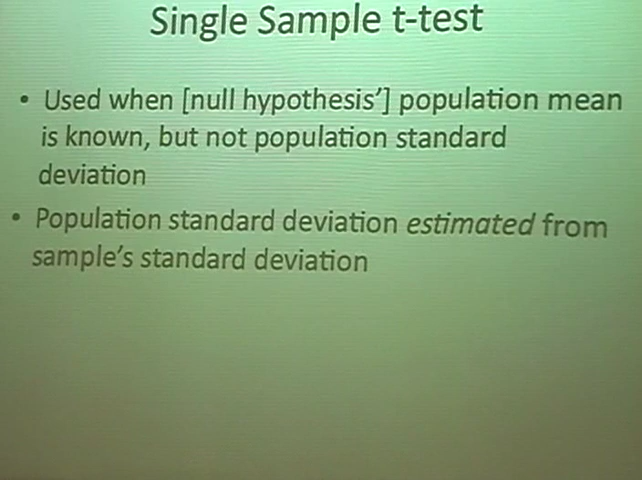 Single Sample t-test
• Used when [null hypothesis’] population mean
is known, but not population standard
deviation
• Population standard deviation estimated from
sample’s standard deviation